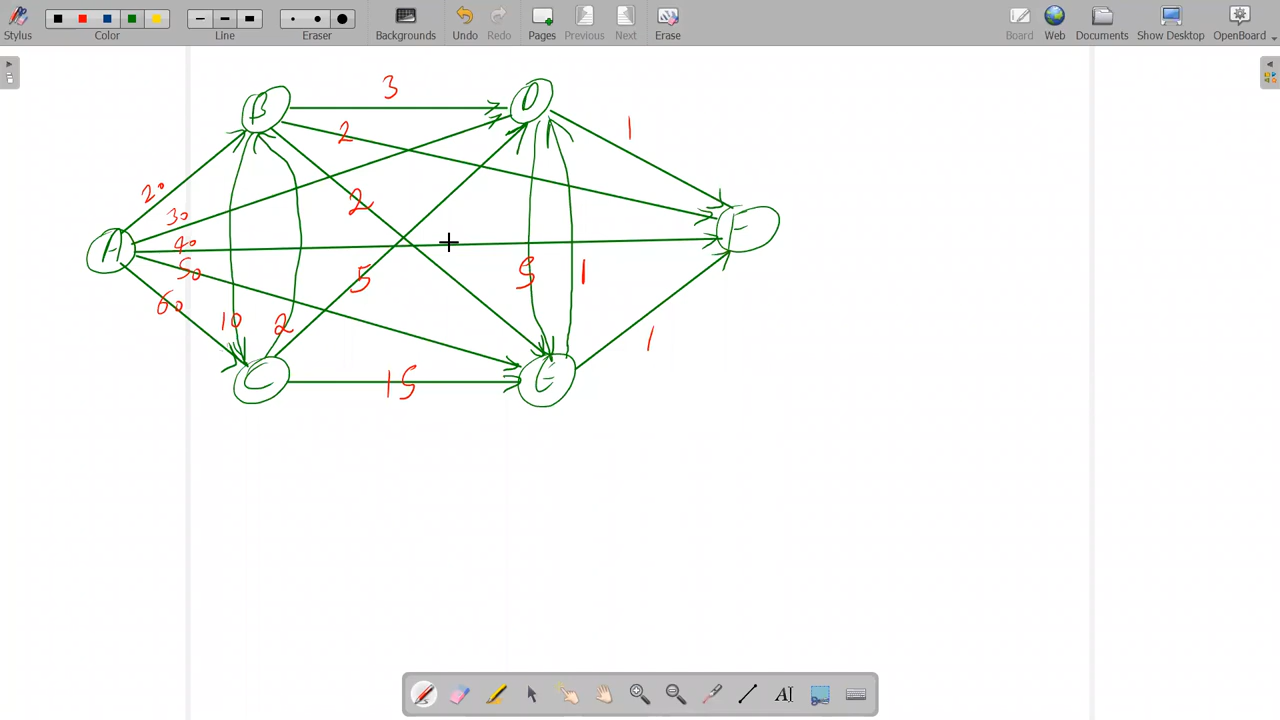 Stylus
Color
Line
Eraser
Backgrounds
Undo
Redo
Pages
Previous
Next
Erase
Board
Web
Documents
Show Desktop
OpenBoard
B
3
D
2
1
20
2
30
A
40
F
50
5
5
1
60
10
2
1
C
15
E
A